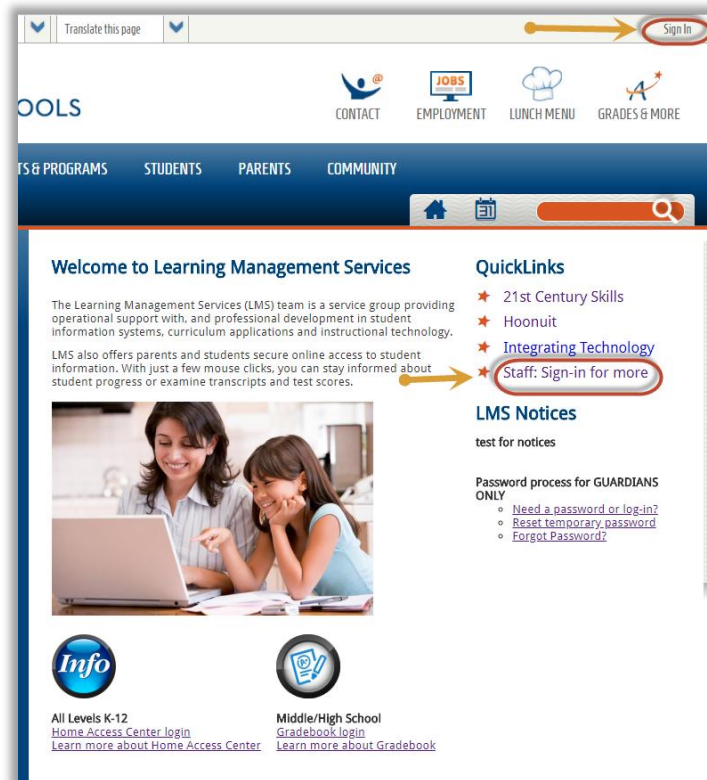 Translate this page
Sign In
OOLS
JOBS
CONTACT
EMPLOYMENT
LUNCH MENU
GRADES & MORE
TS & PROGRAMS
STUDENTS
PARENTS
COMMUNITY
31
Welcome to Learning Management Services
The Learning Management Services (LMS) team is a service group providing
operational support with, and professional development in student
information systems, curriculum applications and instructional technology.
LMS also offers parents and students secure online access to student
information. With just a few mouse clicks, you can stay informed about
student progress or examine transcripts and test scores.
QuickLinks
21st Century Skills
Hoonuit
Integrating Technology
Staff: Sign-in for more
LMS Notices
test for notices
Password process for GUARDIANS
ONLY
Need a password or log-in?
Reset temporary password
Forgot Password?
Info
A+
All Levels K-12
Home Access Center login
Learn more about Home Access Center
Middle/High School
Gradebook login
Learn more about Gradebook